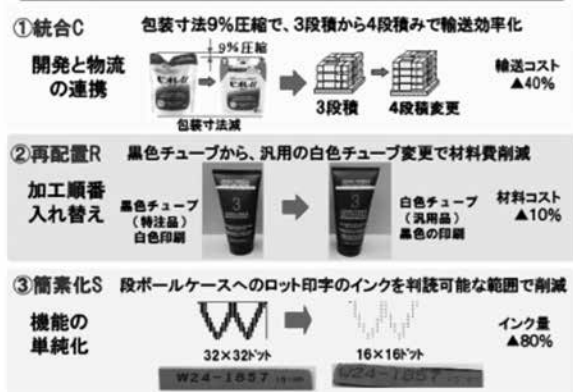 ①統合C 包装寸法9%圧縮で、3段積から4段積みで輸送効率化
9%圧縮
開発と物流
の連携
包装寸法減
3段積
4段積変更
輸送コスト
▲40%
②再配置R 黒色チューブから、汎用の白色チューブ変更で材料費削減
加工順番
入れ替え
黒色チューブ
(特注品)
白色印刷
3
3
白色チューブ
(汎用品)
黒色の印刷
材料コスト
▲10%
③簡素化S 段ボールケースへのロット印字のインクを判読可能な範囲で削減
機能の
単純化
32×32ドット
16×16ドット
インク量
▲80%
W24-1857
W24-1857